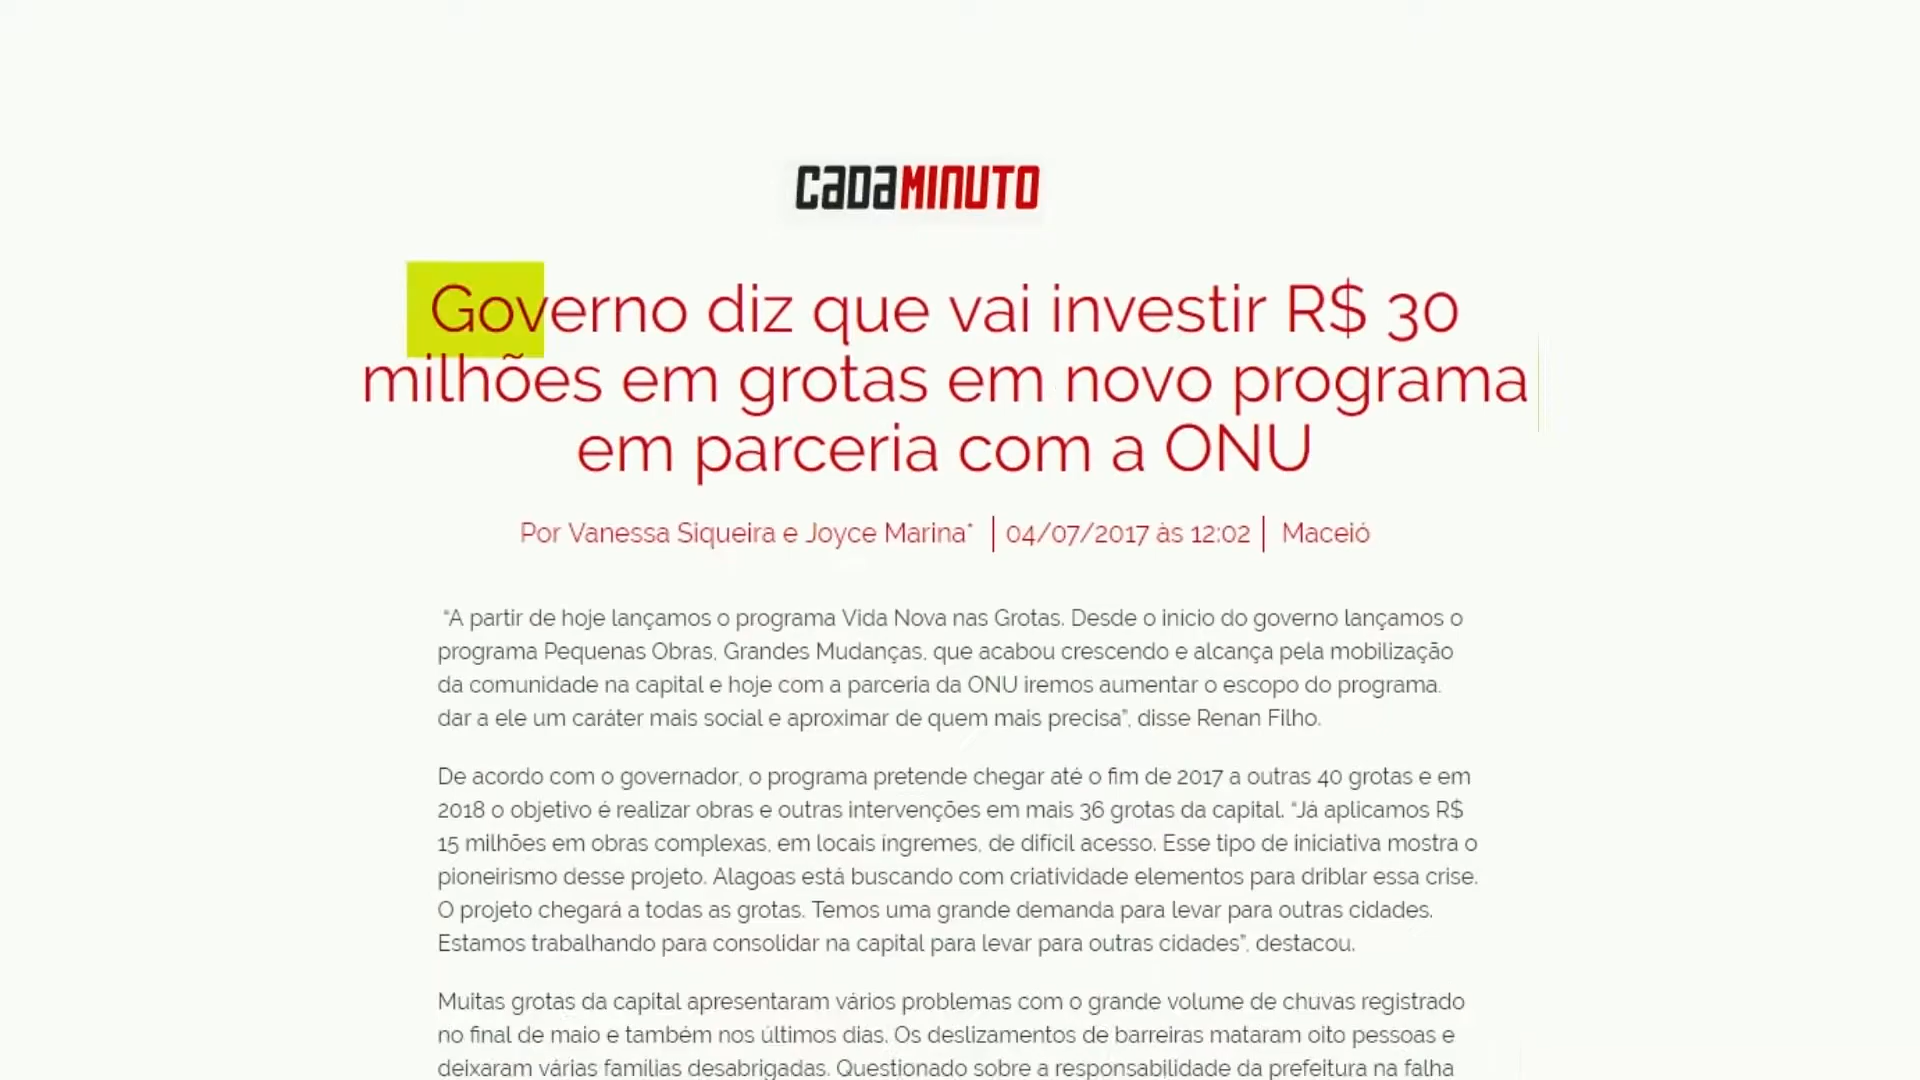 CADAMINUTO
Governo diz que vai investir R$ 30
milhões em grotas em novo programa
em parceria com a ONU
Por Vanessa Siqueira e Joyce Marina* | 04/07/2017 às 12:02 | Maceió
“A partir de hoje lançamos o programa Vida Nova nas Grotas. Desde o início do governo lançamos o
programa Pequenas Obras, Grandes Mudanças, que acabou crescendo e alcança pela mobilização
da comunidade na capital e hoje com a parceria da ONU iremos aumentar o escopo do programa.
dar a ele um caráter mais social e aproximar de quem mais precisa”, disse Renan Filho.
De acordo com o governador, o programa pretende chegar até o fim de 2017 a outras 40 grotas e em
2018 o objetivo é realizar obras e outras intervenções em mais 36 grotas da capital. “Já aplicamos R$
15 milhões em obras complexas, em locais íngremes, de difícil acesso. Esse tipo de iniciativa mostra o
pioneirismo desse projeto. Alagoas está buscando com criatividade elementos para driblar essa crise.
O projeto chegará a todas as grotas. Temos uma grande demanda para levar para outras cidades.
Estamos trabalhando para consolidar na capital para levar para outras cidades”, destacou.
Muitas grotas da capital apresentaram vários problemas com o grande volume de chuvas registrado
no final de maio e também nos últimos dias. Os deslizamentos de barreiras mataram oito pessoas e
deixaram várias famílias desabrigadas. Questionado sobre a responsabilidade da prefeitura na falha